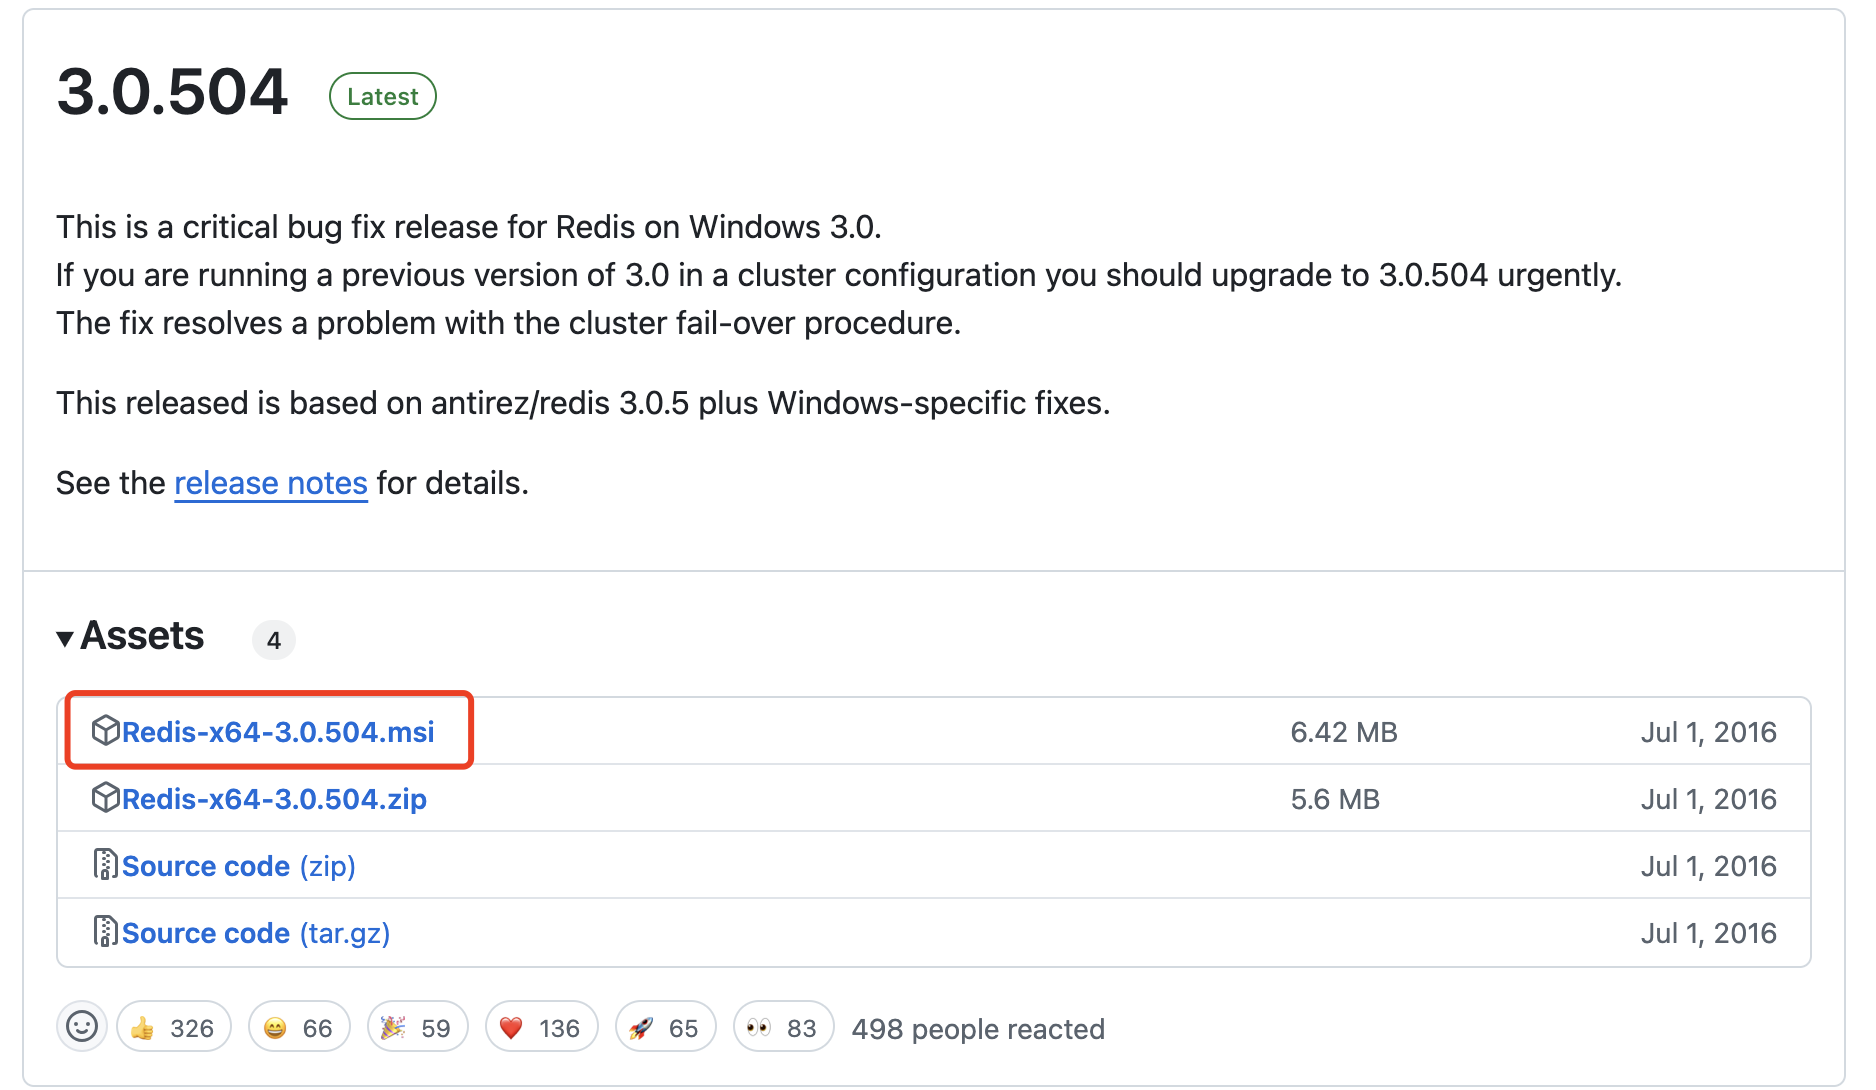 3.0.504 Latest
This is a critical bug fix release for Redis on Windows 3.0.
If you are running a previous version of 3.0 in a cluster configuration you should upgrade to 3.0.504 urgently.
The fix resolves a problem with the cluster fail-over procedure.
This released is based on antirez/redis 3.0.5 plus Windows-specific fixes.
See the release notes for details.
Assets 4
Redis-x64-3.0.504.msi 6.42 MB Jul 1, 2016
Redis-x64-3.0.504.zip 5.6 MB Jul 1, 2016
Source code (zip) Jul 1, 2016
Source code (tar.gz) Jul 1, 2016
326 66 59 136 65 83 498 people reacted